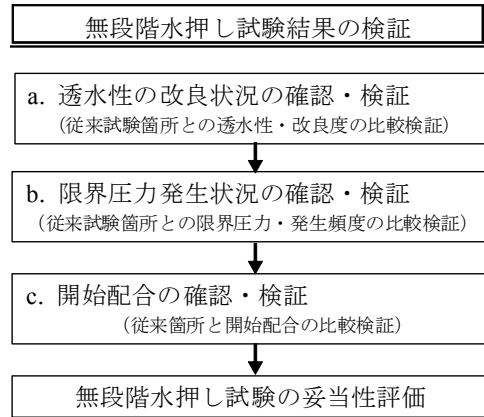 無段階水押し試験結果の検証
a. 透水性の改良状況の確認・検証
(従来試験箇所との透水性・改良度の比較検証)
b. 限界圧力発生状況の確認・検証
(従来試験箇所との限界圧力・発生頻度の比較検証)
c. 開始配合の確認・検証
(従来箇所と開始配合の比較検証)
無段階水押し試験の妥当性評価